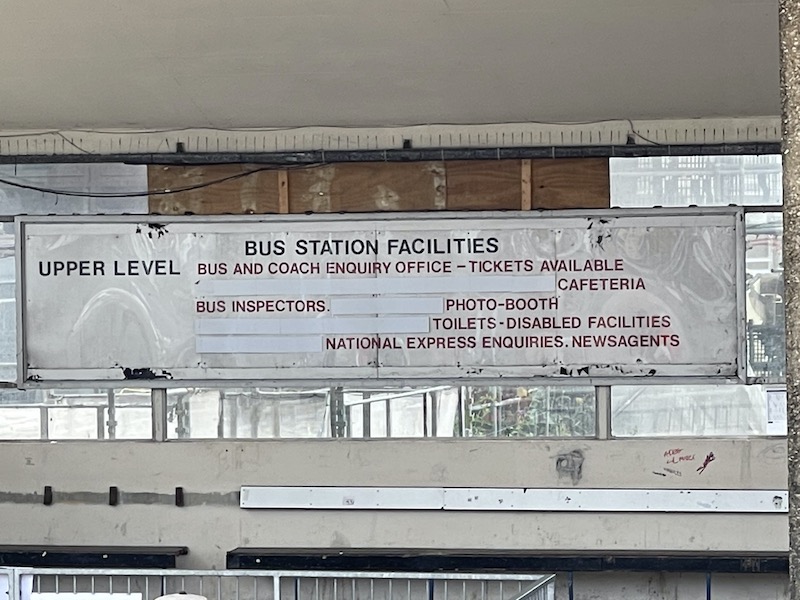 BUS STATION FACILITIES
UPPER LEVEL BUS AND COACH ENQUIRY OFFICE – TICKETS AVAILABLE
CAFETERIA
BUS INSPECTORS. PHOTO-BOOTH
TOILETS-DISABLED FACILITIES
NATIONAL EXPRESS ENQUIRIES. NEWSAGENTS